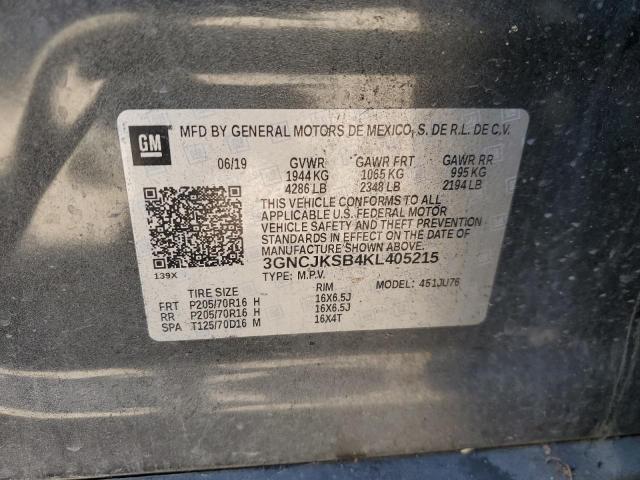 GM
MFD BY GENERAL MOTORS DE MEXICO, S. DE R.L. DE C.V.
06/19 GVWR GAWR FRT GAWR RR
1944 KG 1065 KG 995 KG
4286 LB 2348 LB 2194 LB
THIS VEHICLE CONFORMS TO ALL
APPLICABLE U.S. FEDERAL MOTOR
VEHICLE SAFETY AND THEFT PREVENTION
STANDARDS IN EFFECT ON THE DATE OF
MANUFACTURE SHOWN ABOVE.
3GNCJKSB4KL405215
139X TYPE: M.P.V. MODEL: 451JU76
TIRE SIZE RIM
FRT P205/70R16 H 16X6.5J
RR P205/70R16 H 16X6.5J
SPA T125/70D16 M 16X4T